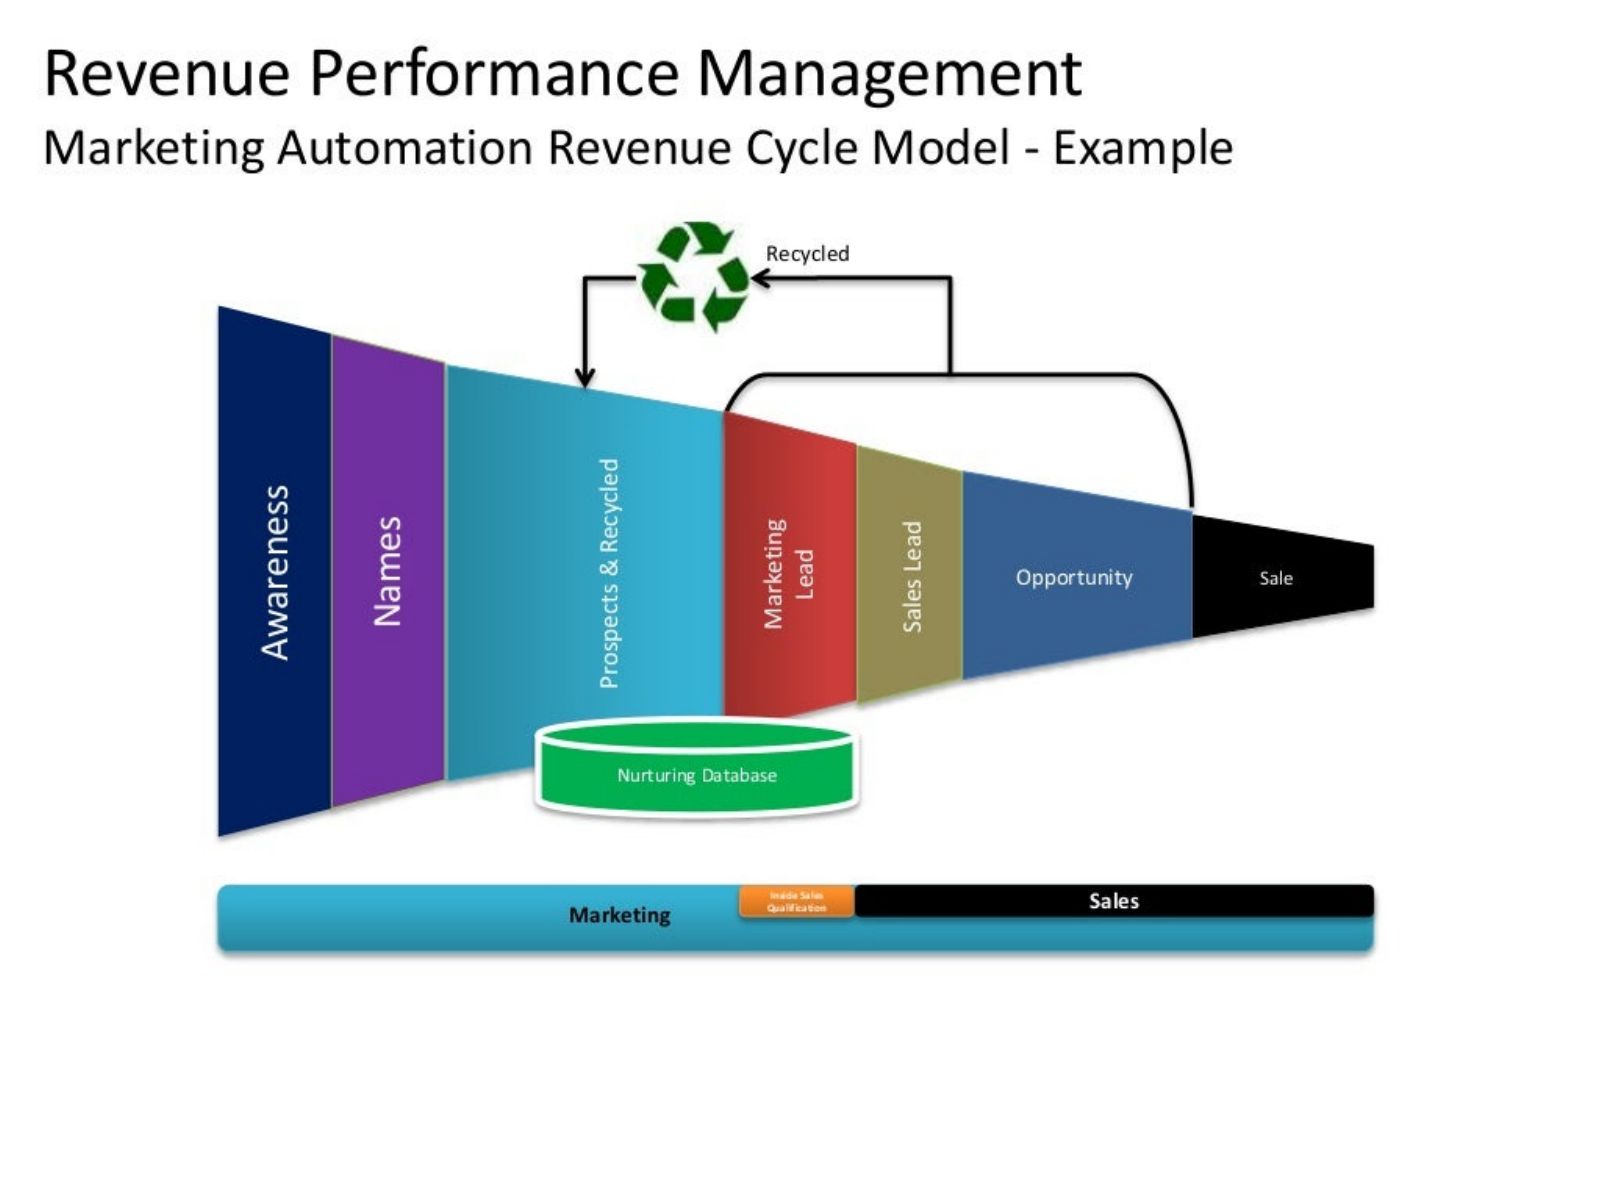 Revenue Performance Management
Marketing Automation Revenue Cycle Model - Example
Recycled
Awareness
Names
Prospects & Recycled
Marketing
Lead
Sales Lead
Opportunity
Sale
Nurturing Database
Marketing
Inside Sales
Qualification
Sales